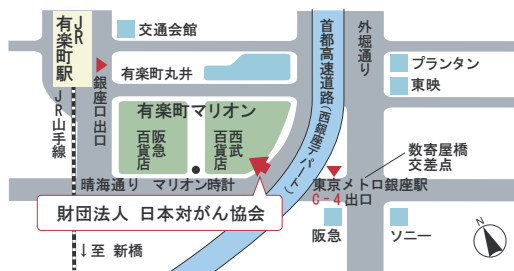 JR
有楽町駅
銀座口出口
JR山手線
交通会館
有楽町丸井
首都高速道路(西銀座デパート)
外堀通り
プランタン
東映
有楽町マリオン
阪急
百貨店
西武
百貨店
数寄屋橋
交差点
晴海通り マリオン時計
東京メトロ銀座駅
C-4出口
財団法人 日本対がん協会
阪急
ソニー
↓至 新橋
N